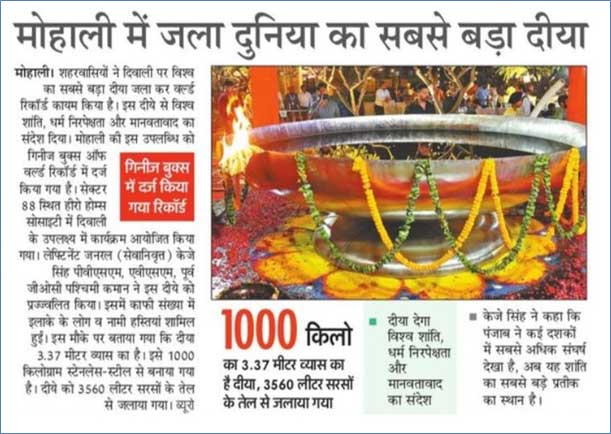 मोहाली में जला दुनिया का सबसे बड़ा दीया
मोहाली। शहरवासियों ने दिवाली पर विश्व
का सबसे बड़ा दीया जला कर वर्ल्ड
रिकॉर्ड कायम किया है। इस दीये से विश्व
शांति, धर्म निरपेक्षता और मानवतावाद का
संदेश दिया। मोहाली की इस उपलब्धि को
गिनीज बुक्स ऑफ
वर्ल्ड रिकॉर्ड में दर्ज
किया गया है। सेक्टर
88 स्थित हीरो होम्स
सोसाइटी में दिवाली
के उपलक्ष्य में कार्यक्रम आयोजित किया
गया। लेफ्टिनेंट जनरल (सेवानिवृत्त) केजे
सिंह पीवीएसएम, एवीएसएम, पूर्व
जीओसी पश्चिमी कमान ने इस दीये को
प्रज्ज्वलित किया। इसमें काफी संख्या में
इलाके के लोग व नामी हस्तियां शामिल
हुईं। इस मौके पर बताया गया कि दीया
3.37 मीटर व्यास का है। इसे 1000
किलोग्राम स्टेनलेस-स्टील से बनाया गया
है। दीये को 3560 लीटर सरसों के तेल
से जलाया गया। ब्यूरो
गिनीज बुक्स
में दर्ज किया
गया रिकॉर्ड
1000 किलो
का 3.37 मीटर व्यास का
है दीया, 3560 लीटर सरसों
के तेल से जलाया गया
दीया देगा
विश्व शांति,
धर्म निरपेक्षता
और
मानवतावाद
का संदेश
केजे सिंह ने कहा कि
पंजाब ने कई दशकों
में सबसे अधिक संघर्ष
देखा है, अब यह शांति
का सबसे बड़े प्रतीक
का स्थान है।